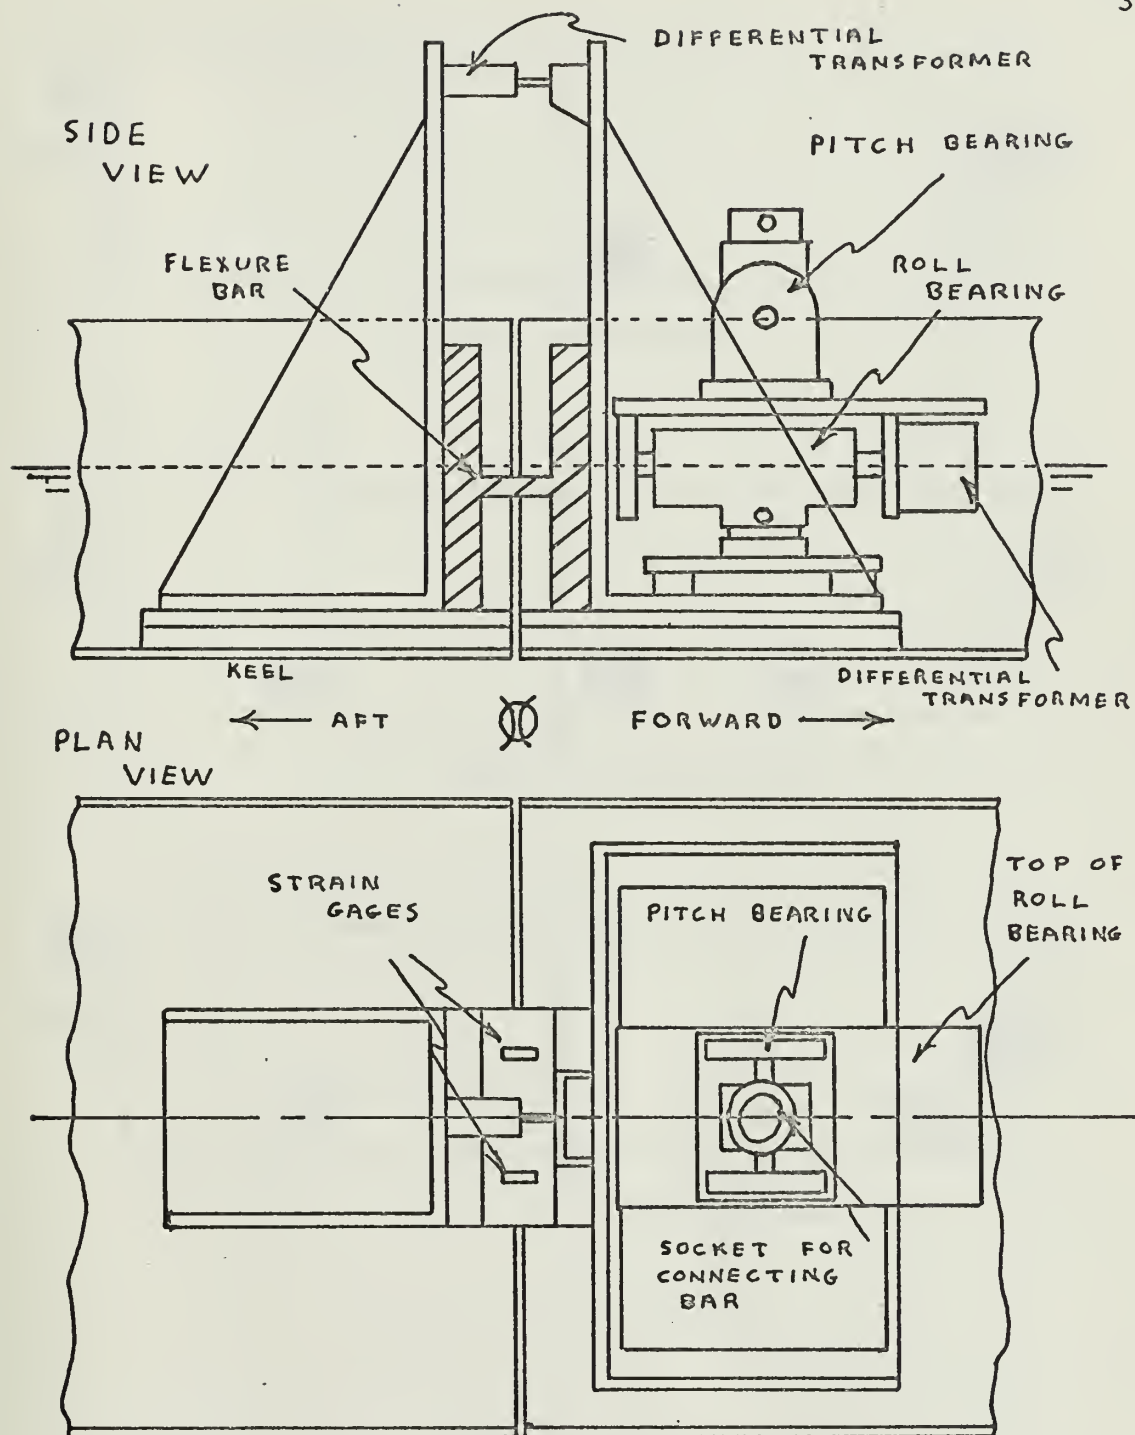 3
DIFFERENTIAL
TRANSFORMER
SIDE
VIEW
PITCH BEARING
FLEXURE
BAR
ROLL
BEARING
KEEL
DIFFERENTIAL
TRANSFORMER
AFT
FORWARD
PLAN
VIEW
STRAIN
GAGES
PITCH BEARING
TOP OF
ROLL
BEARING
SOCKET FOR
CONNECTING
BAR